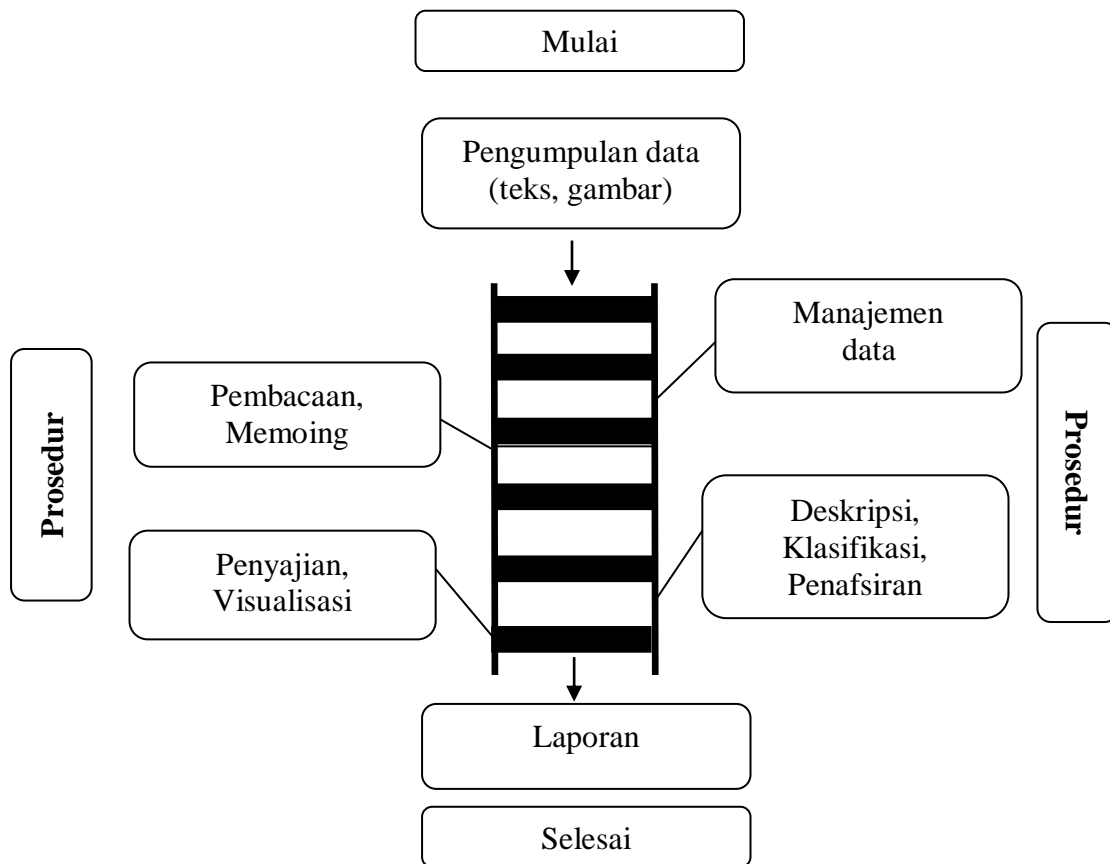 Mulai
Pengumpulan data
(teks, gambar)
Manajemen
data
Pembacaan,
Memoing
Prosedur
Prosedur
Deskripsi,
Klasifikasi,
Penafsiran
Penyajian,
Visualisasi
Laporan
Selesai